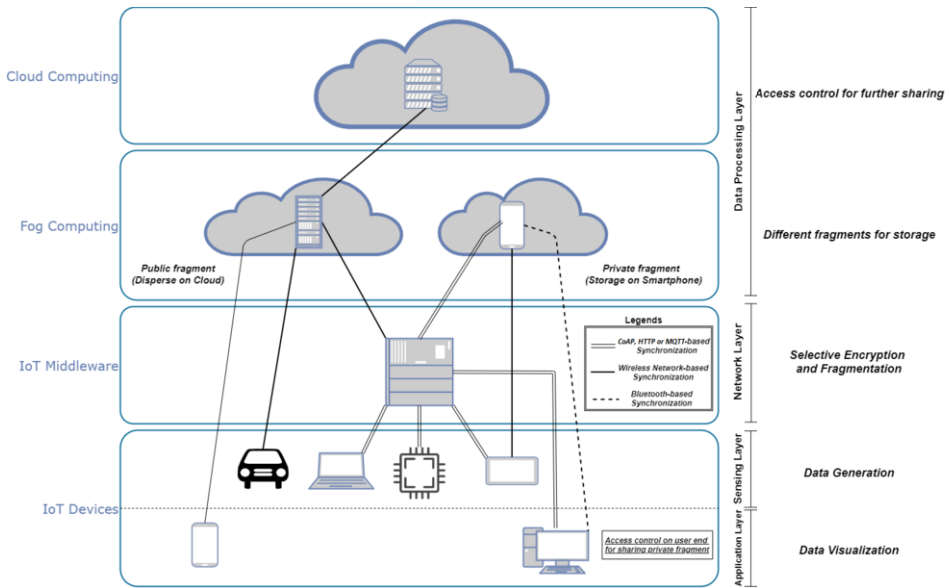 Cloud Computing
Data Processing Layer
Access control for further sharing
Fog Computing
Public fragment
(Disperse on Cloud)
Private fragment
(Storage on Smartphone)
Different fragments for storage
IoT Middleware
Legends
CoAP, HTTP or MQTT-based
Synchronization
Wireless Network-based
Synchronization
Bluetooth-based
Synchronization
Network Layer
Selective Encryption
and Fragmentation
Sensing Layer
Data Generation
IoT Devices
Access control on user end
for sharing private fragment
Application Layer
Data Visualization